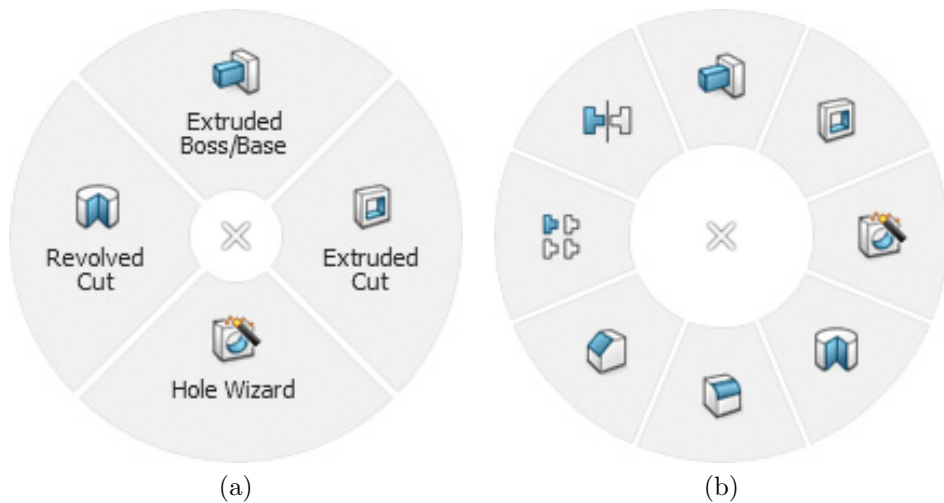 Extruded
Boss/Base
Revolved
Cut
Extruded
Cut
Hole Wizard
(a)
(b)